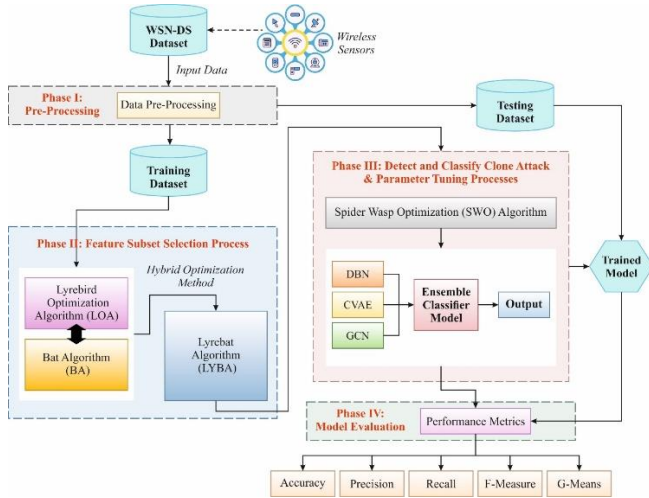 WSN-DS
Dataset
Wireless
Sensors
Input Data
Phase I:
Pre-Processing
Data Pre-Processing
Testing
Dataset
Training
Dataset
Phase II: Feature Subset Selection Process
Hybrid Optimization
Method
Lyrebird
Optimization
Algorithm (LOA)
Bat Algorithm
(BA)
Lyrebat
Algorithm
(LYBA)
Phase III: Detect and Classify Clone Attack
& Parameter Tuning Processes
Spider Wasp Optimization (SWO) Algorithm
DBN
CVAE
GCN
Ensemble
Classifier
Model
Output
Trained
Model
Phase IV:
Model Evaluation
Performance Metrics
Accuracy
Precision
Recall
F-Measure
G-Means